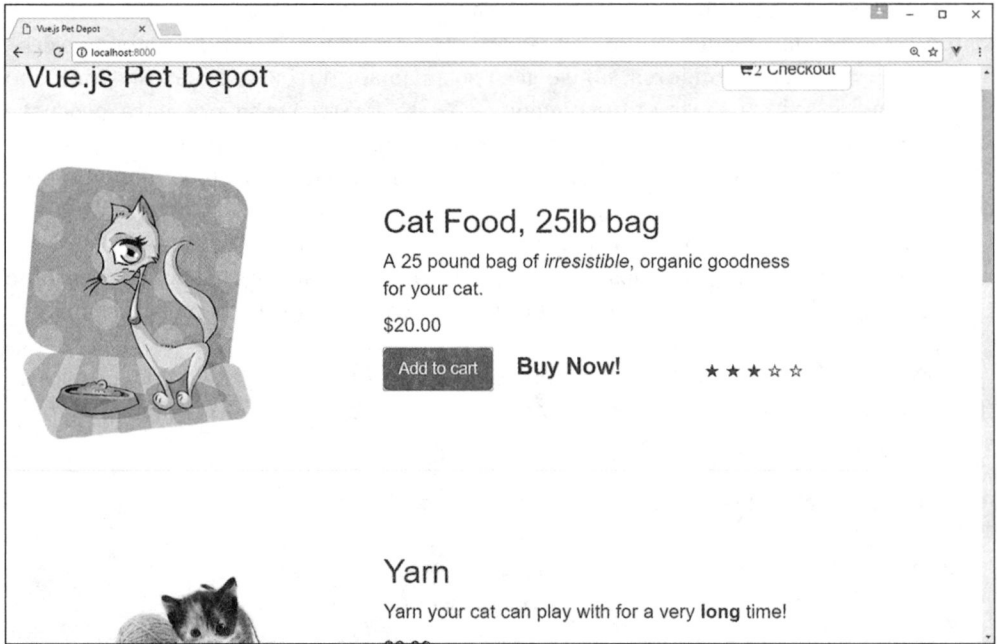 Vue.js Pet Depot
localhost:8000
Vue.js Pet Depot
2 Checkout
Cat Food, 25lb bag
A 25 pound bag of irresistible, organic goodness
for your cat.
$20.00
Add to cart
Buy Now!
Yarn
Yarn your cat can play with for a very long time!